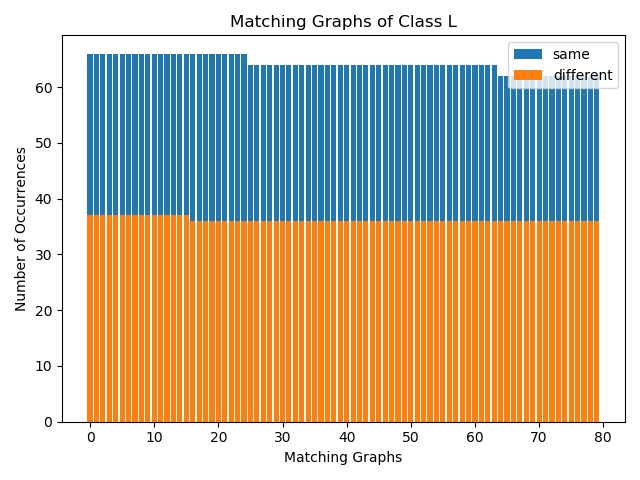 Matching Graphs of Class L
same
different
Number of Occurrences
60
50
40
30
20
10
0
0 10 20 30 40 50 60 70 80
Matching Graphs